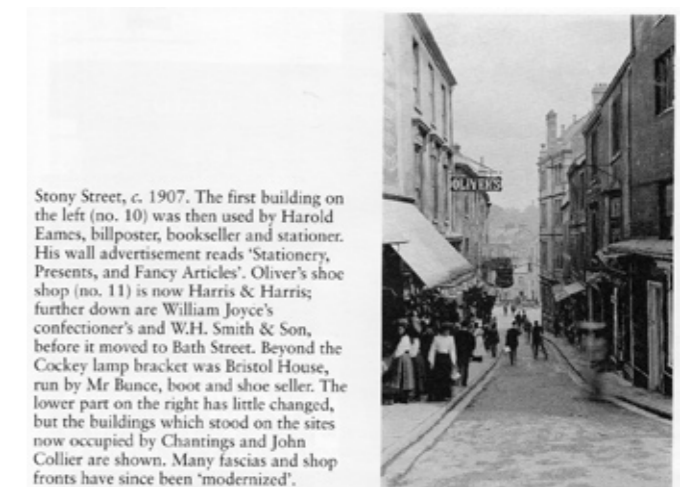 Stony Street, c. 1907. The first building on
the left (no. 10) was then used by Harold
Eames, billposter, bookseller and stationer.
His wall advertisement reads ‘Stationery,
Presents, and Fancy Articles’. Oliver’s shoe
shop (no. 11) is now Harris & Harris;
further down are William Joyce’s
confectioner’s and W.H. Smith & Son,
before it moved to Bath Street. Beyond the
Cockey lamp bracket was Bristol House,
run by Mr Bunce, boot and shoe seller. The
lower part on the right has little changed,
but the buildings which stood on the sites
now occupied by Chantings and John
Collier are shown. Many fascias and shop
fronts have since been ‘modernized’.
OLIVER'S